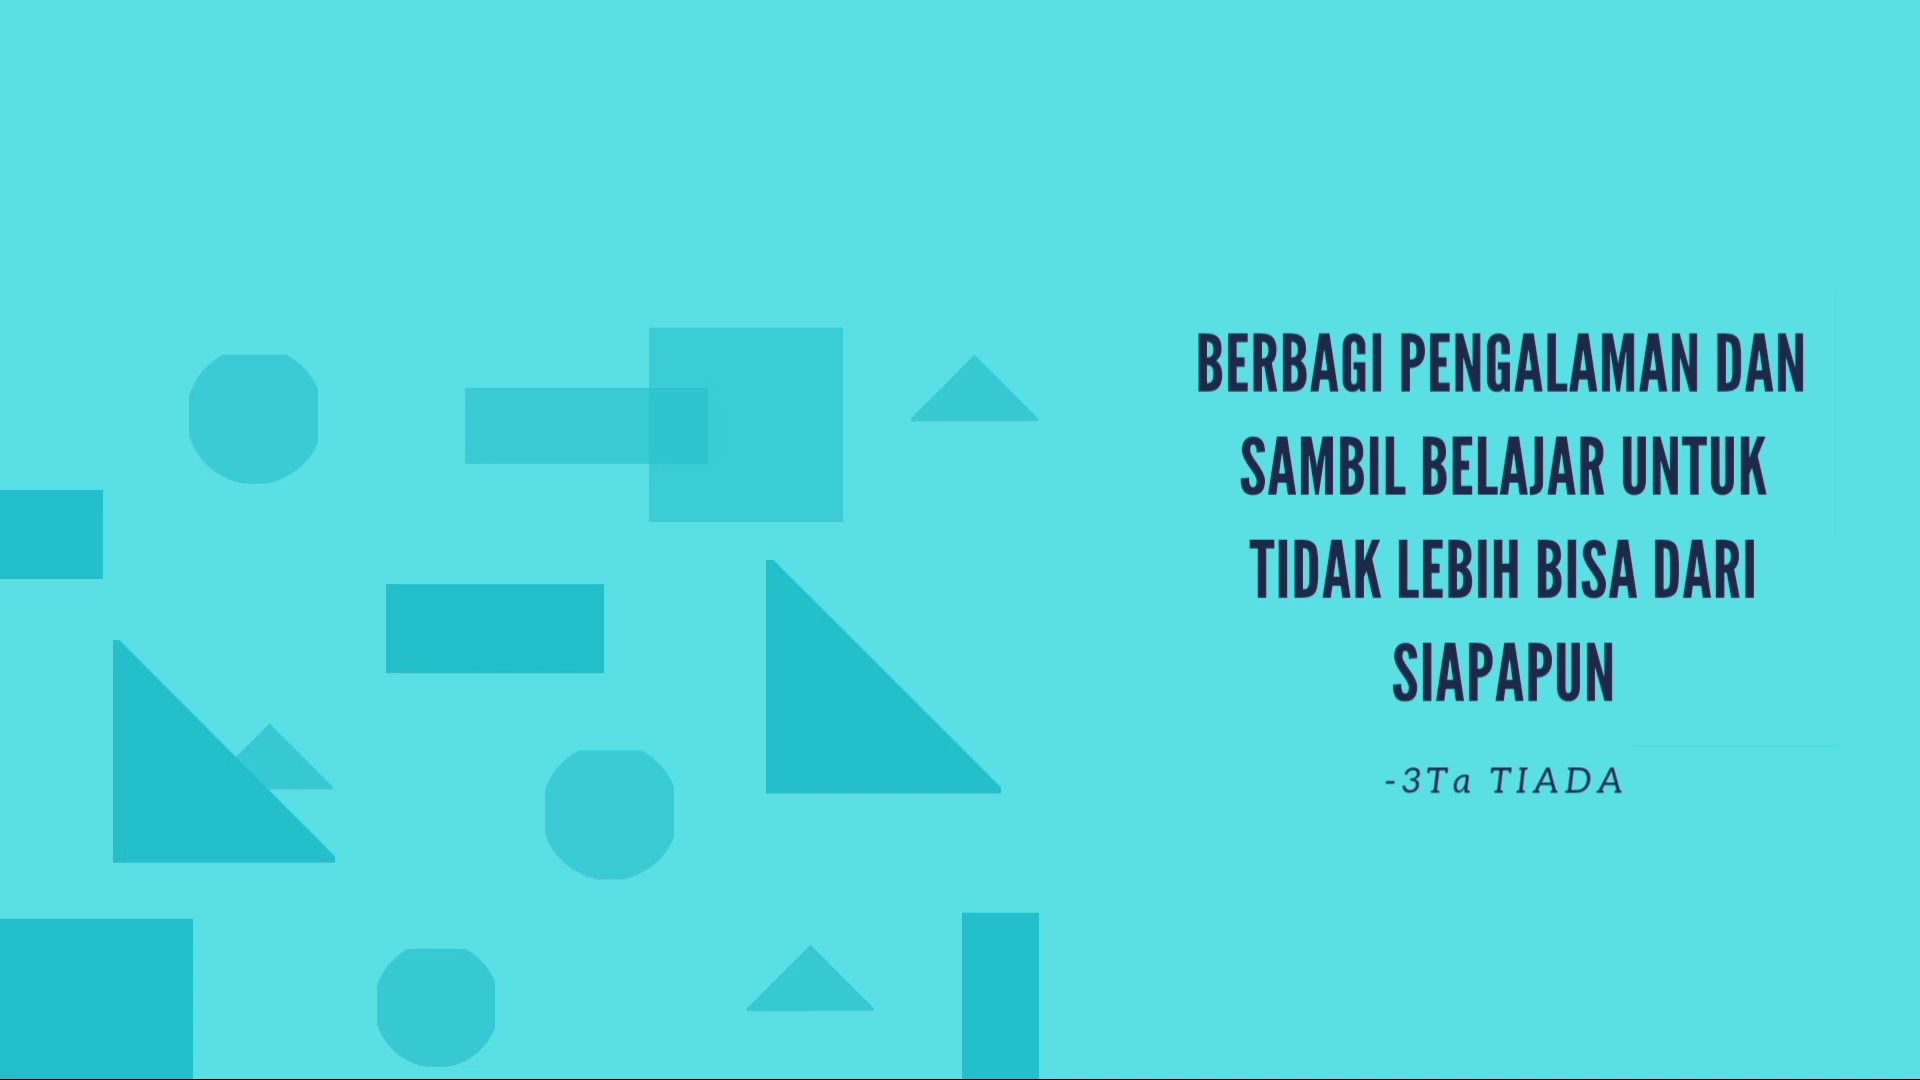 BERBAGI PENGALAMAN DAN
SAMBIL BELAJAR UNTUK
TIDAK LEBIH BISA DARI
SIAPAPUN
-3Ta TIADA